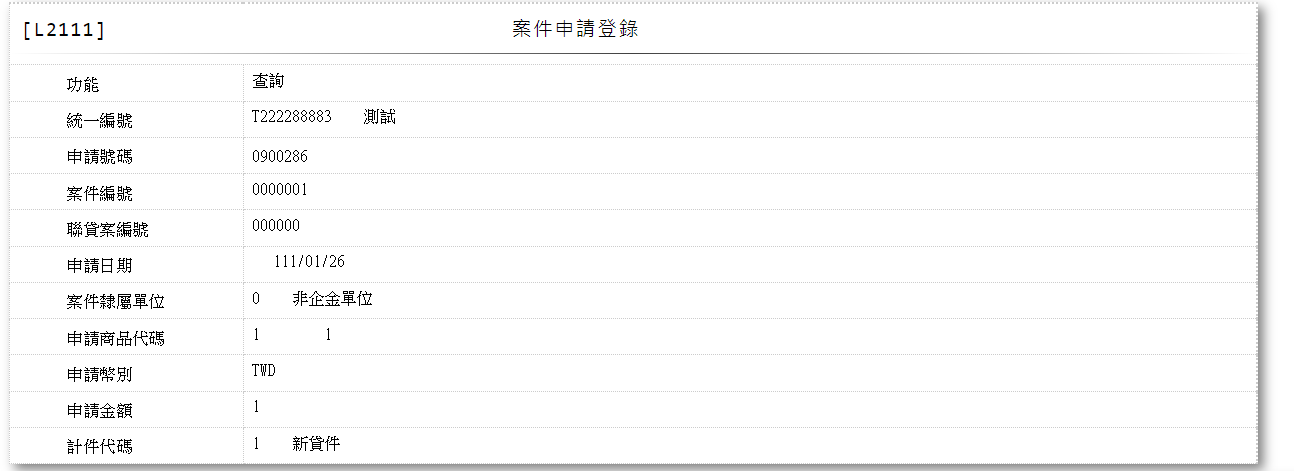 [L2111] 案件申請登錄
功能 查詢
統一編號 T222288883 測試
申請號碼 0900286
案件編號 0000001
聯貸案編號 000000
申請日期 111/01/26
案件隸屬單位 0 非企金單位
申請商品代碼 1 1
申請幣別 TWD
申請金額 1
計件代碼 1 新貸件